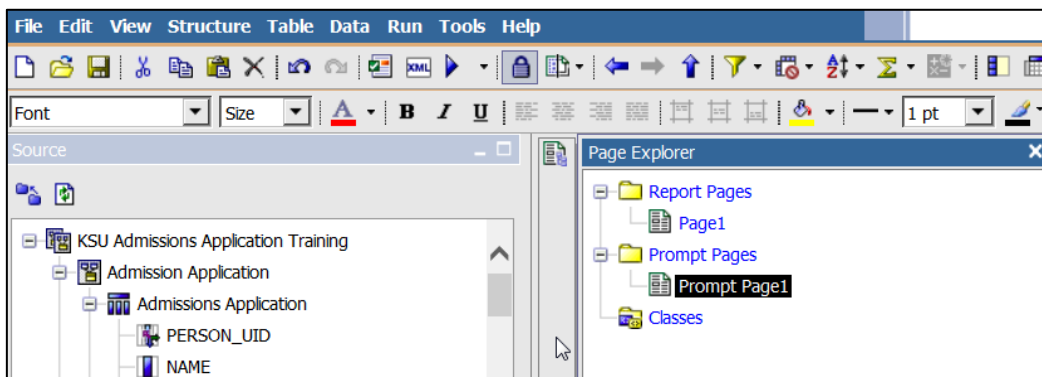 File Edit View Structure Table Data Run Tools Help
XML
Font Size A B I U 1 pt
Source
Page Explorer
Report Pages
Page1
Prompt Pages
Prompt Page1
Classes
KSU Admissions Application Training
Admission Application
Admissions Application
PERSON_UID
NAME